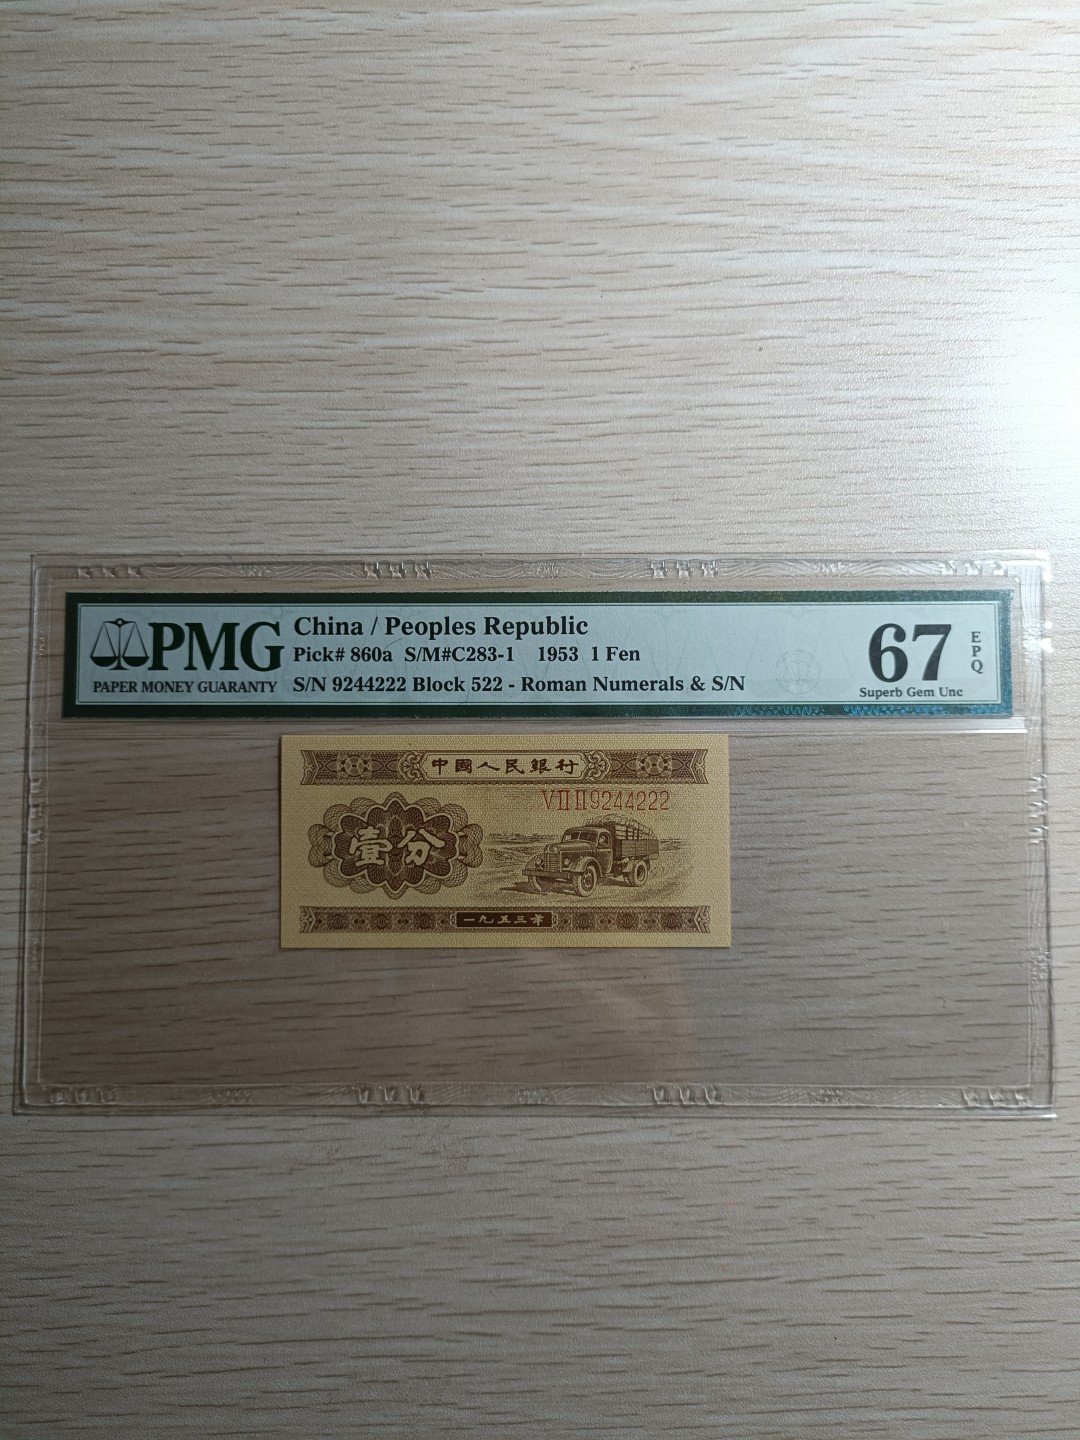 PMG
PAPER MONEY GUARANTY
China / Peoples Republic
Pick# 860a S/M#C283-1 1953 1 Fen
S/N 9244222 Block 522 - Roman Numerals & S/N
67
EPQ
Superb Gem Unc
中國人民銀行
VⅡⅡ9244222
壹分
一九五三年